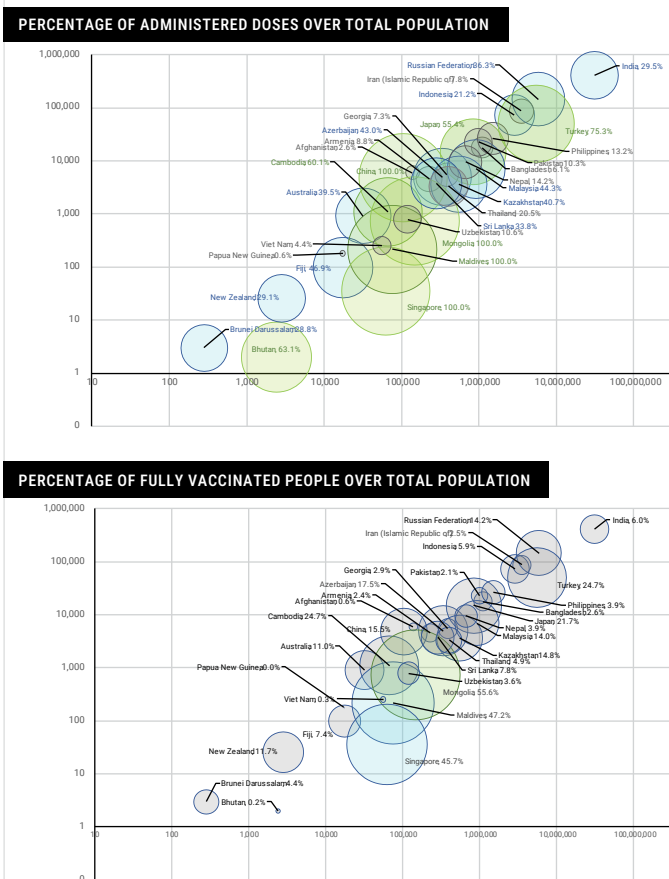 PERCENTAGE OF ADMINISTERED DOSES OVER TOTAL POPULATION
1,000,000
100,000
10,000
1,000
100
10
1
0
10
100
1,000
10,000
100,000
1,000,000
10,000,000
100,000,000
Russian Federation, 36.3%
India, 29.5%
Iran (Islamic Republic of), 7.8%
Indonesia, 21.2%
Georgia, 7.3%
Japan, 55.4%
Azerbaijan, 43.0%
Turkey, 75.3%
Armenia, 8.8%
Afghanistan, 2.6%
Philippines, 13.2%
Cambodia, 60.1%
Pakistan, 10.3%
China, 100.0%
Bangladesh, 6.1%
Nepal, 14.2%
Malaysia, 44.3%
Australia, 39.5%
Kazakhstan, 40.7%
Thailand, 20.5%
Sri Lanka, 33.8%
Uzbekistan, 10.6%
Viet Nam, 4.4%
Mongolia, 100.0%
Papua New Guinea, 0.6%
Maldives, 100.0%
Fiji, 46.9%
New Zealand, 29.1%
Singapore, 100.0%
Brunei Darussalam, 28.8%
Bhutan, 63.1%
PERCENTAGE OF FULLY VACCINATED PEOPLE OVER TOTAL POPULATION
1,000,000
100,000
10,000
1,000
100
10
1
0
10
100
1,000
10,000
100,000
1,000,000
10,000,000
100,000,000
Russian Federation, 14.2%
India, 6.0%
Iran (Islamic Republic of), 2.5%
Indonesia, 5.9%
Georgia, 2.9%
Pakistan, 2.1%
Azerbaijan, 17.5%
Turkey, 24.7%
Armenia, 2.4%
Afghanistan, 0.6%
Philippines, 3.9%
Bangladesh, 2.6%
Cambodia, 24.7%
Japan, 21.7%
China, 15.5%
Nepal, 3.9%
Malaysia, 14.0%
Australia, 11.0%
Kazakhstan, 14.8%
Thailand, 4.9%
Papua New Guinea, 0.0%
Sri Lanka, 7.8%
Uzbekistan, 3.6%
Mongolia, 55.6%
Viet Nam, 0.3%
Maldives, 47.2%
Fiji, 7.4%
New Zealand, 11.7%
Singapore, 45.7%
Brunei Darussalam, 4.4%
Bhutan, 0.2%